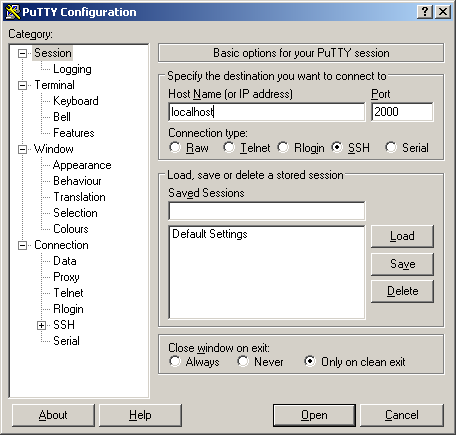 PuTTY Configuration
Category:
Session
Logging
Terminal
Keyboard
Bell
Features
Window
Appearance
Behaviour
Translation
Selection
Colours
Connection
Data
Proxy
Telnet
Rlogin
SSH
Serial
Basic options for your PuTTY session
Specify the destination you want to connect to
Host Name (or IP address) Port
localhost 2000
Connection type:
Raw Telnet Rlogin SSH Serial
Load, save or delete a stored session
Saved Sessions
Default Settings
Load
Save
Delete
Close window on exit:
Always Never Only on clean exit
About Help Open Cancel